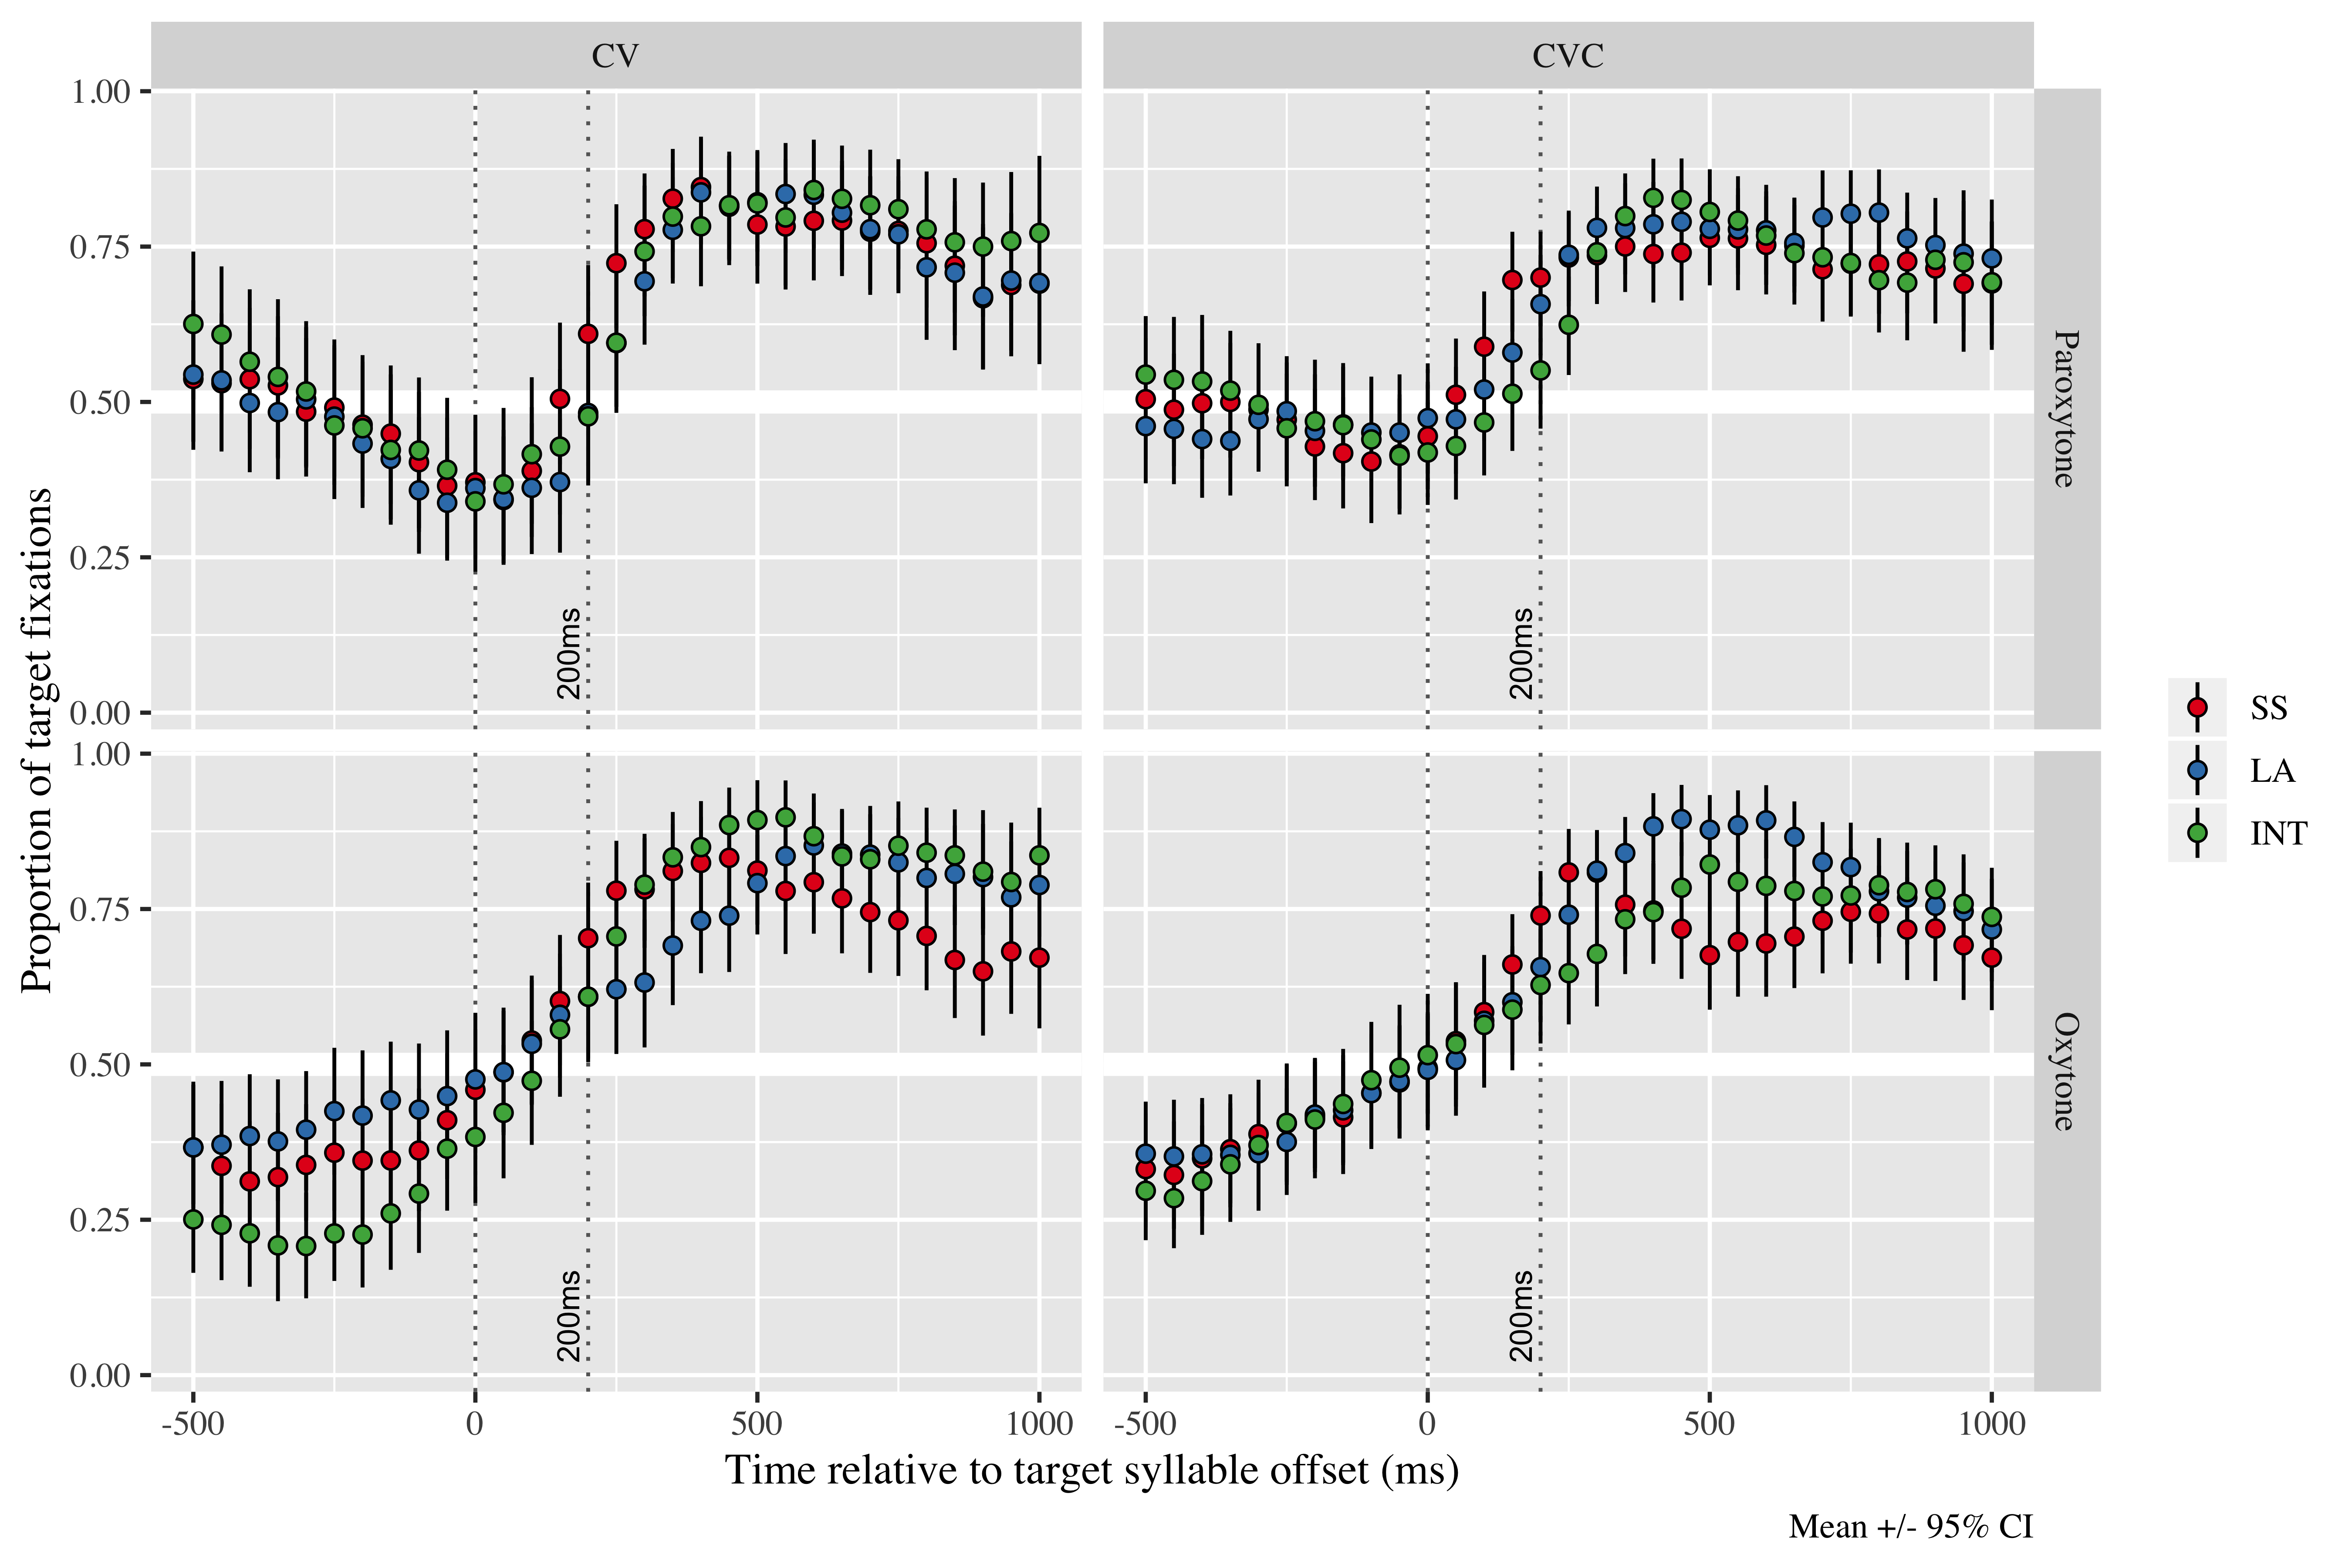 CV
CVC
1.00
0.75
0.50
0.25
0.00
200ms
200ms
Paroxytone
Proportion of target fixations
SS
LA
INT
1.00
0.75
0.50
0.25
0.00
200ms
200ms
Oxytone
-500
0
500
1000
-500
0
500
1000
Time relative to target syllable offset (ms)
Mean +/- 95% CI